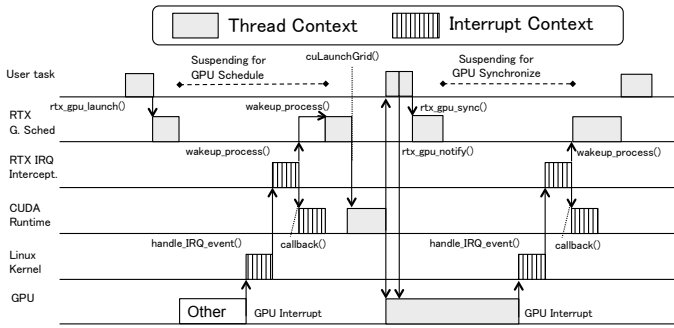 Thread Context
Interrupt Context
Suspending for
GPU Schedule
cuLaunchGrid()
Suspending for
GPU Synchronize
User task
rtx_gpu_launch()
wakeup_process()
rtx_gpu_sync()
RTX
G. Sched
wakeup_process()
rtx_gpu_notify()
wakeup_process()
RTX IRQ
Intercept.
CUDA
Runtime
handle_IRQ_event()
callback()
handle_IRQ_event()
callback()
Linux
Kernel
GPU
Other
GPU Interrupt
GPU Interrupt